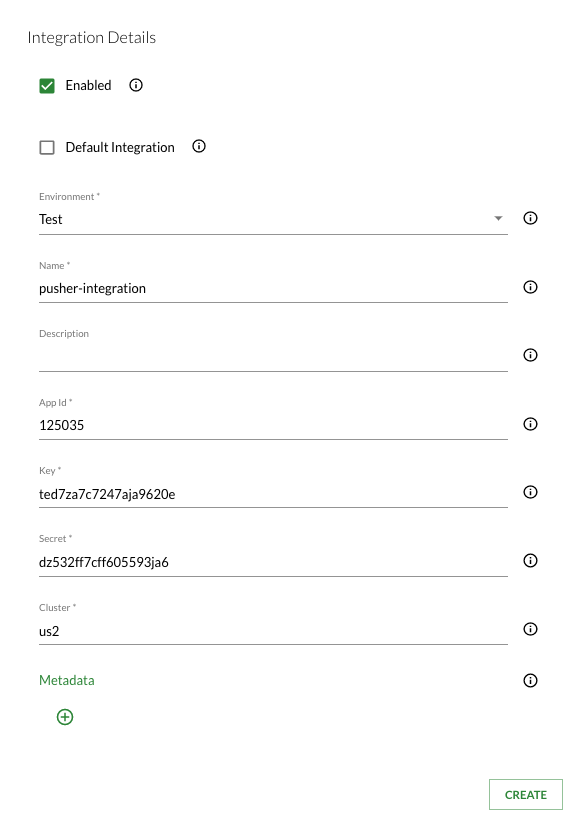 Integration Details
Enabled
Default Integration
Environment *
Test
Name *
pusher-integration
Description
App Id *
125035
Key *
ted7za7c7247aja9620e
Secret *
dz532ff7cff605593ja6
Cluster *
us2
Metadata
CREATE